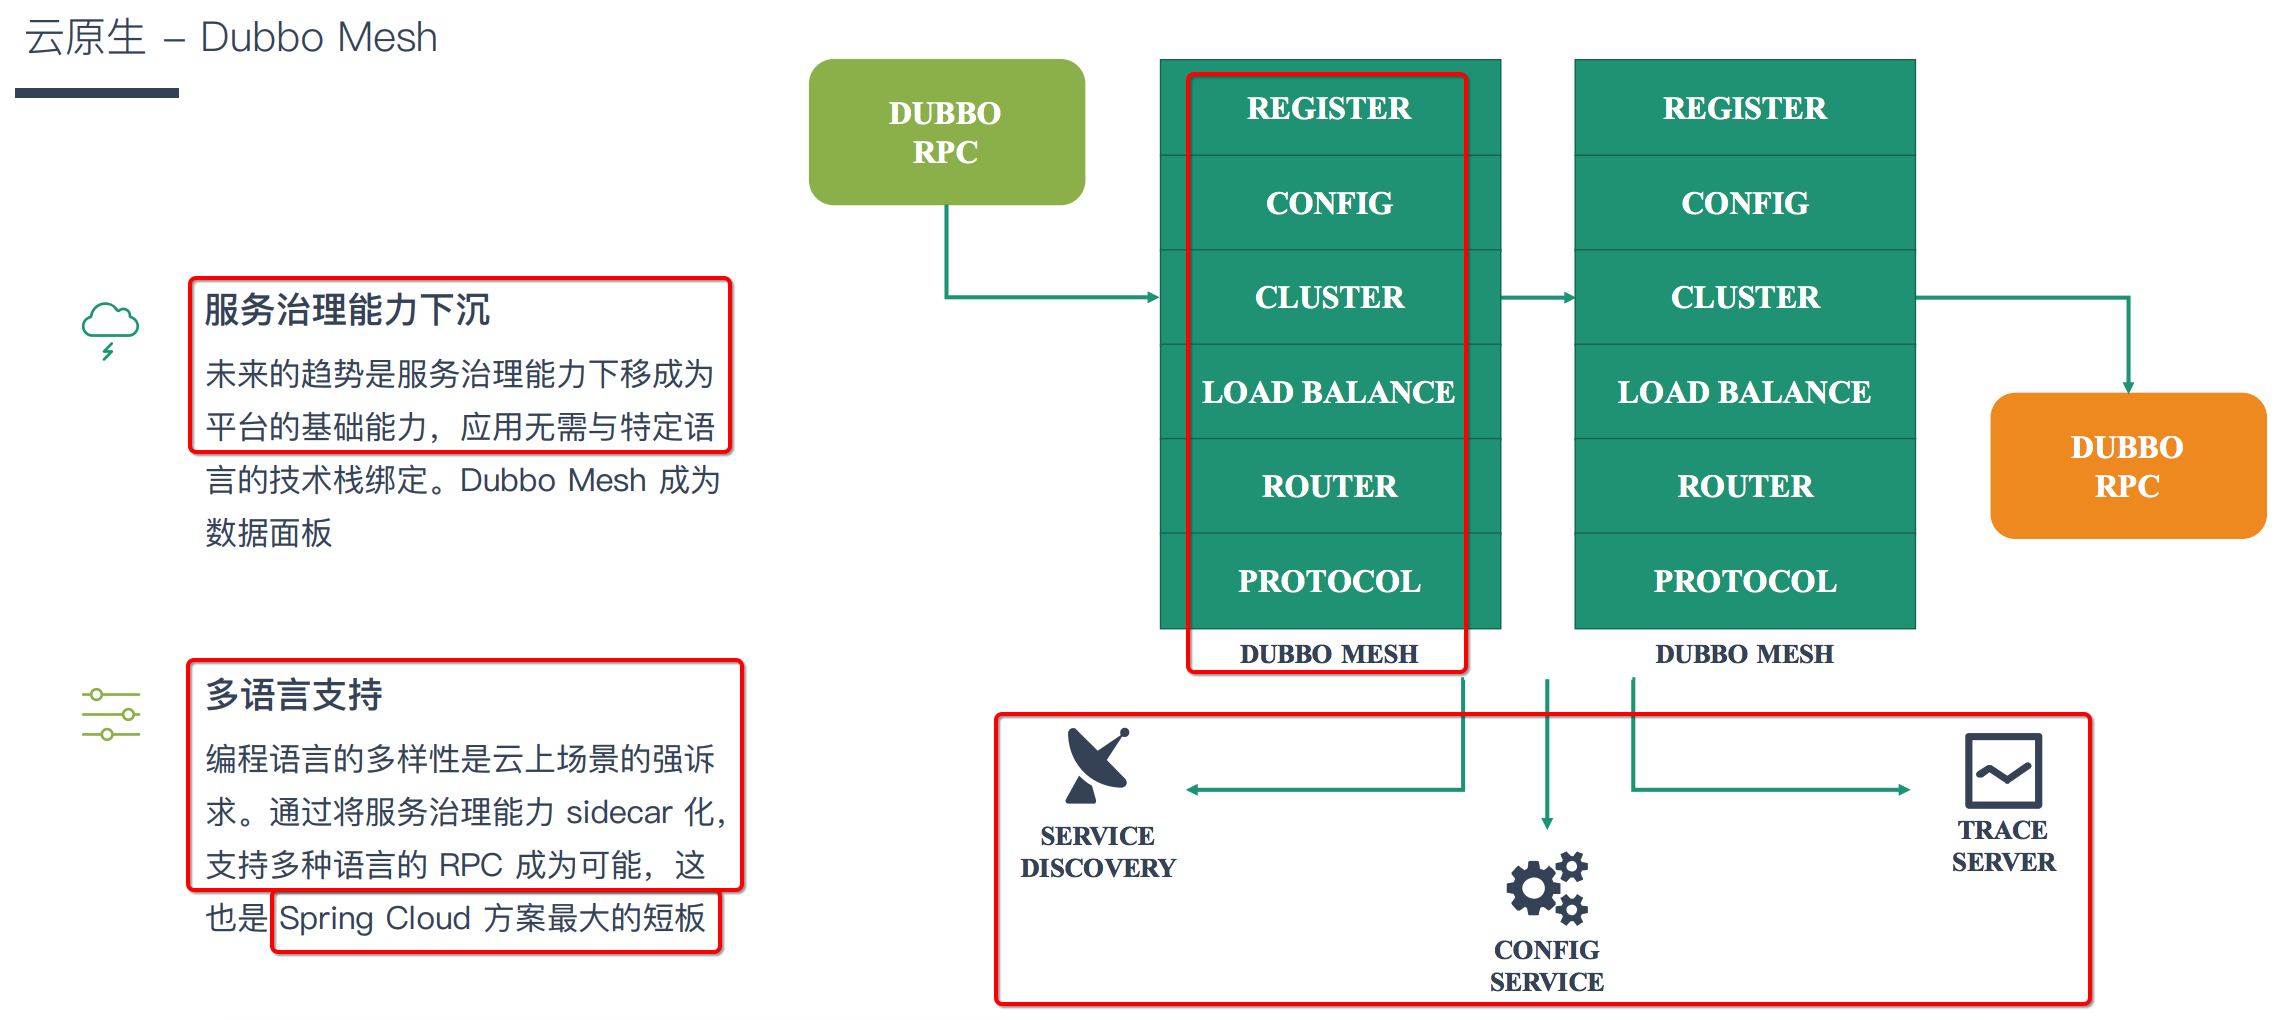 云原生 – Dubbo Mesh
服务治理能力下沉
未来的趋势是服务治理能力下移成为
平台的基础能力，应用无需与特定语
言的技术栈绑定。Dubbo Mesh 成为
数据面板
多语言支持
编程语言的多样性是云上场景的强诉
求。通过将服务治理能力 sidecar 化，
支持多种语言的 RPC 成为可能，这
也是 Spring Cloud 方案最大的短板
DUBBO
RPC
REGISTER
CONFIG
CLUSTER
LOAD BALANCE
ROUTER
PROTOCOL
DUBBO MESH
REGISTER
CONFIG
CLUSTER
LOAD BALANCE
ROUTER
PROTOCOL
DUBBO MESH
DUBBO
RPC
SERVICE
DISCOVERY
CONFIG
SERVICE
TRACE
SERVER